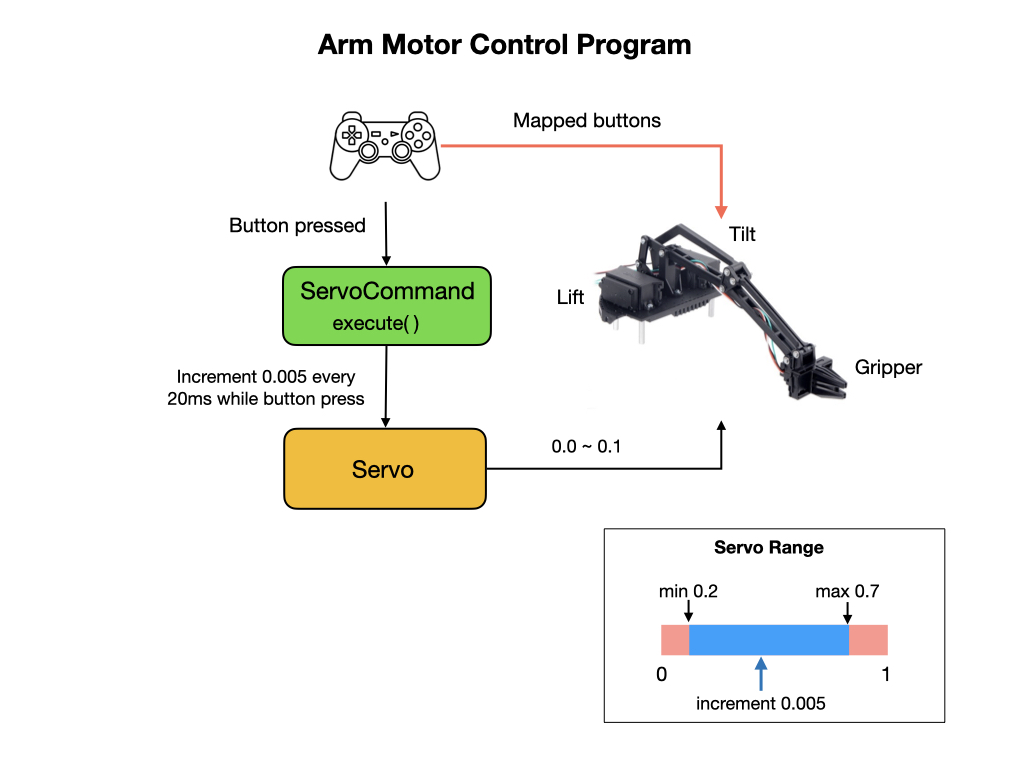 Arm Motor Control Program
Mapped buttons
Button pressed
Tilt
ServoCommand
execute( )
Lift
Gripper
Increment 0.005 every
20ms while button press
Servo
0.0 ~ 0.1
Servo Range
min 0.2
max 0.7
0
1
increment 0.005